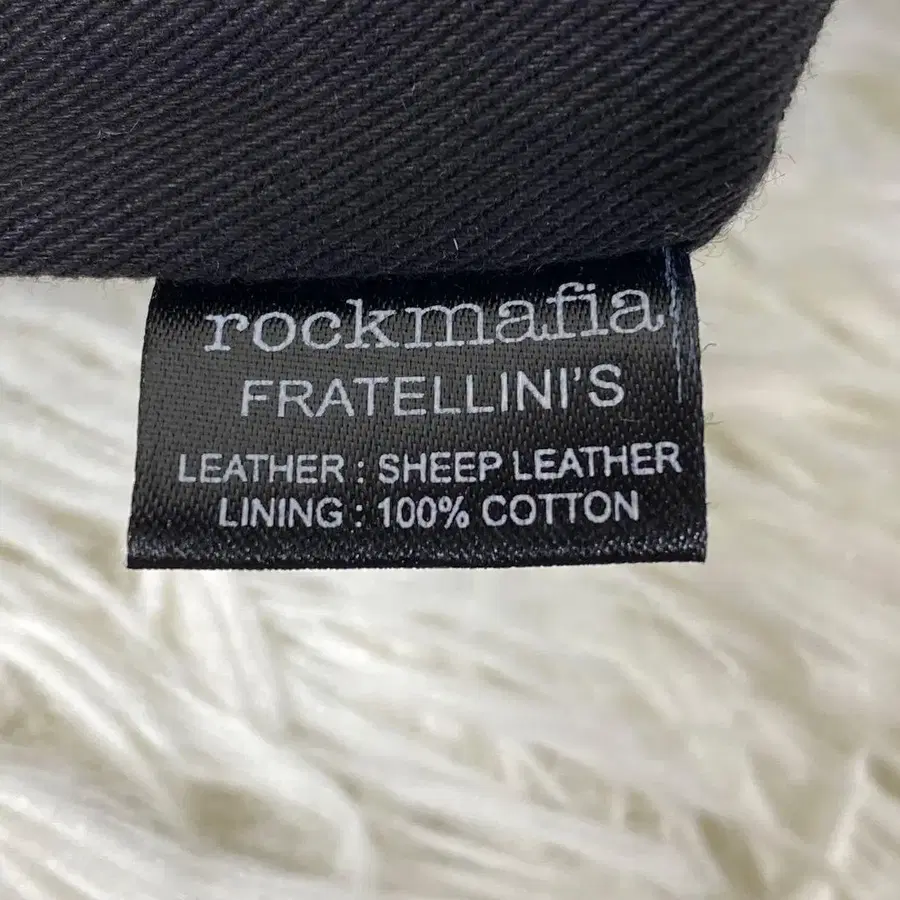 rockmafia
FRATELLINI'S
LEATHER : SHEEP LEATHER
LINING : 100% COTTON